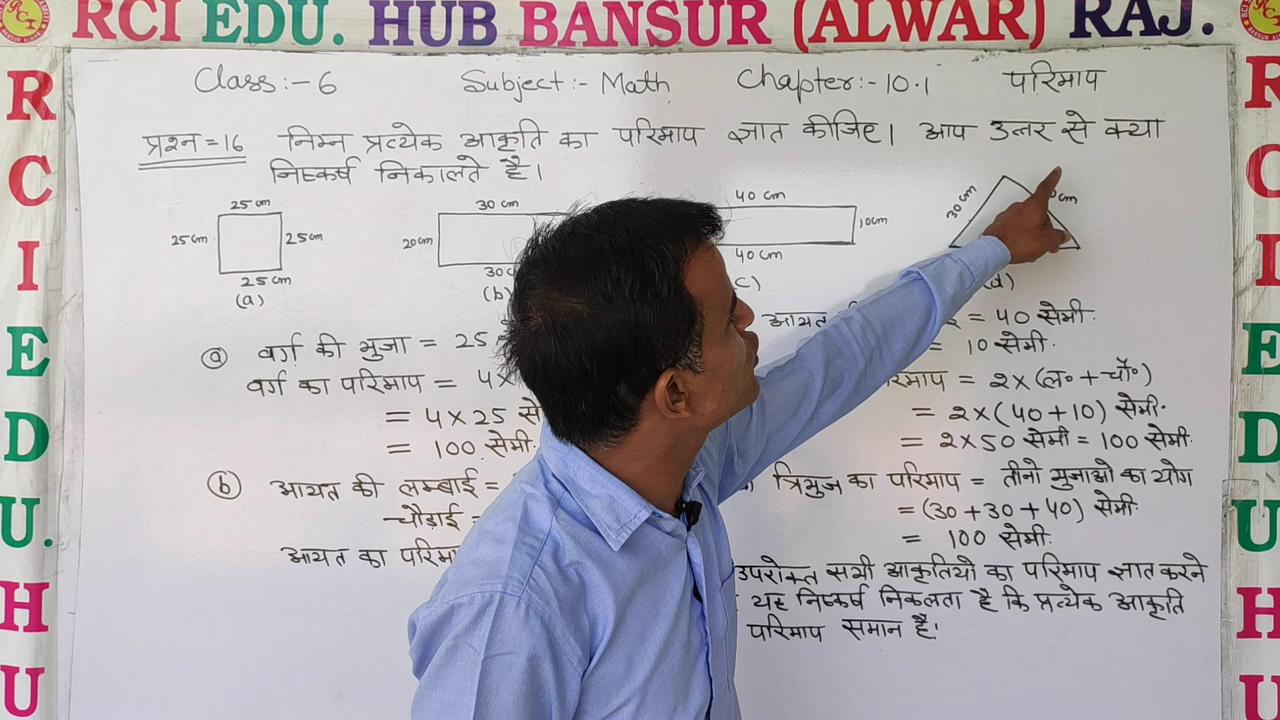 RCI EDU. HUB BANSUR (ALWAR) RAJ.
R
C
I
E
D
U.
H
U
R
C
I
E
D
U
H
U
Class:-6 Subject:- Math Chapter:-10.1 परिमाप
प्रश्न=16 निम्न प्रत्येक आकृति का परिमाप ज्ञात कीजिए। आप उत्तर से क्या
निष्कर्ष निकालते है।
25 cm
25 cm 25 cm
25 cm
(a)
30 cm
20 cm
(b)
40 cm
10 cm
40 cm
30 cm
(d)
ⓐ वर्ग की भुजा = 25
वर्ग का परिमाप = 4×
= 4×25
= 100 सेमी.
ⓑ आयत की लम्बाई =
चौड़ाई =
आयत का
आयत = 40 सेमी.
= 10 सेमी.
= 2×(ल० + चौ०)
= 2×(40+10) सेमी.
= 2×50 सेमी = 100 सेमी.
त्रिभुज का परिमाप = तीनो भुजाओ का योग
= (30+30+40) सेमी.
= 100 सेमी.
उपरोक्त सभी आकृतियो का परिमाप ज्ञात करने
यह निष्कर्ष निकलता है कि प्रत्येक आकृति
परिमाप समान है।